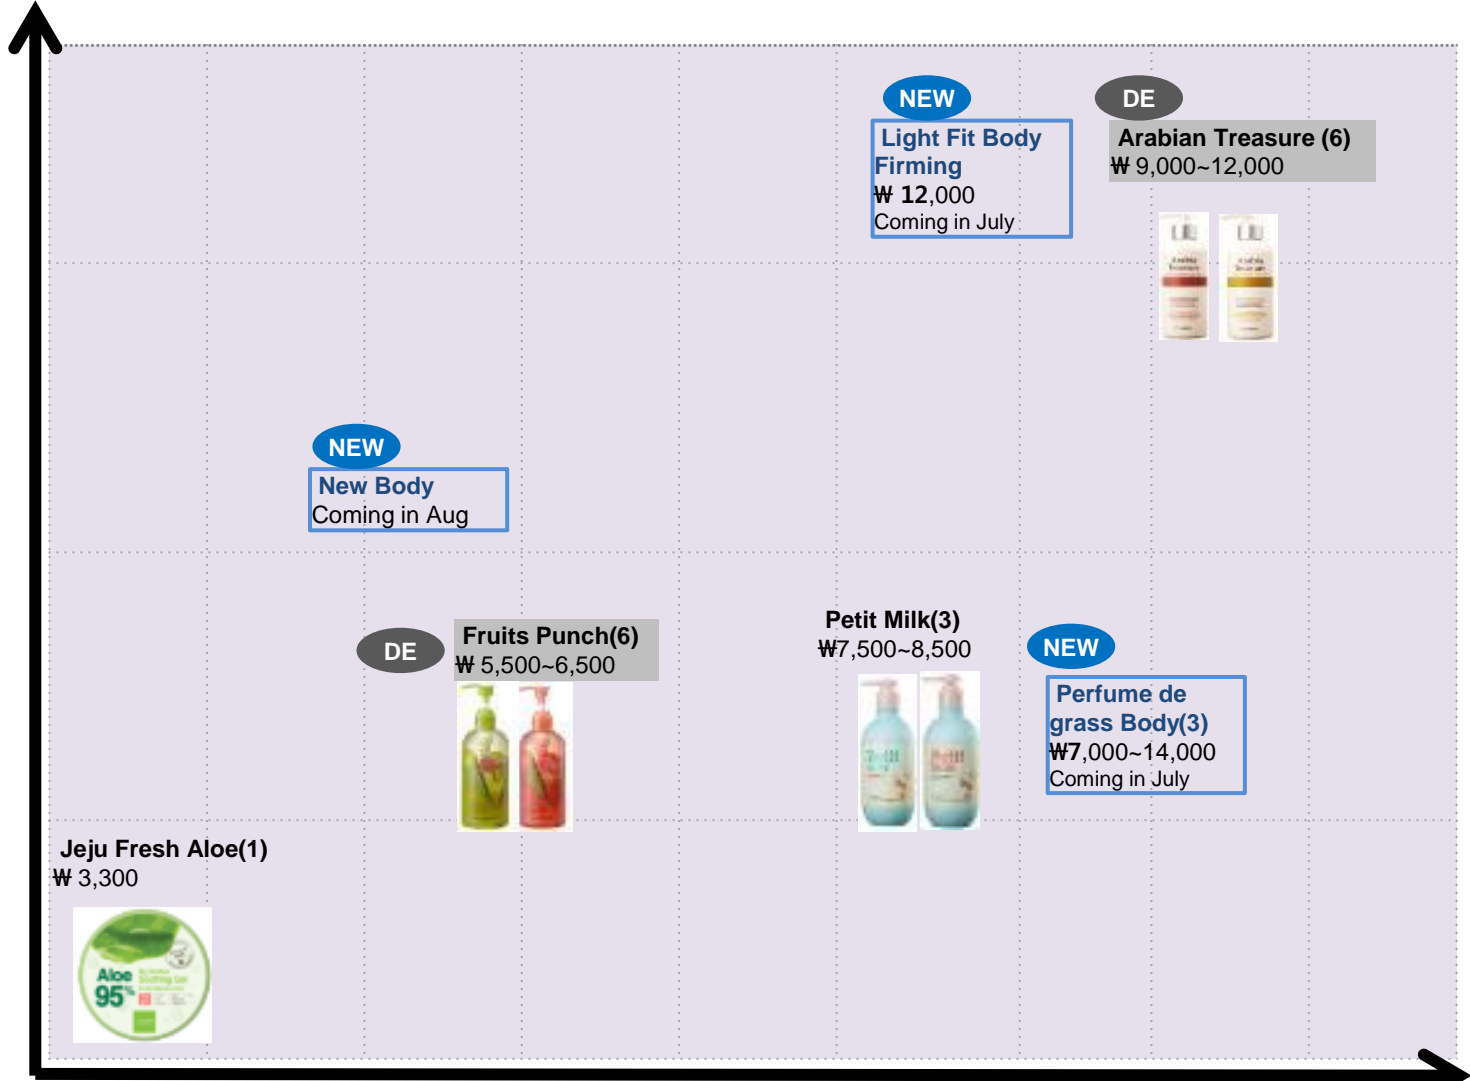 NEW
Light Fit Body
Firming
₩ 12,000
Coming in July
DE
Arabian Treasure (6)
₩ 9,000~12,000
NEW
New Body
Coming in Aug
DE
Fruits Punch(6)
₩ 5,500~6,500
Petit Milk(3)
₩7,500~8,500
NEW
Perfume de
grass Body(3)
₩7,000~14,000
Coming in July
Jeju Fresh Aloe(1)
₩ 3,300
Aloe
95%